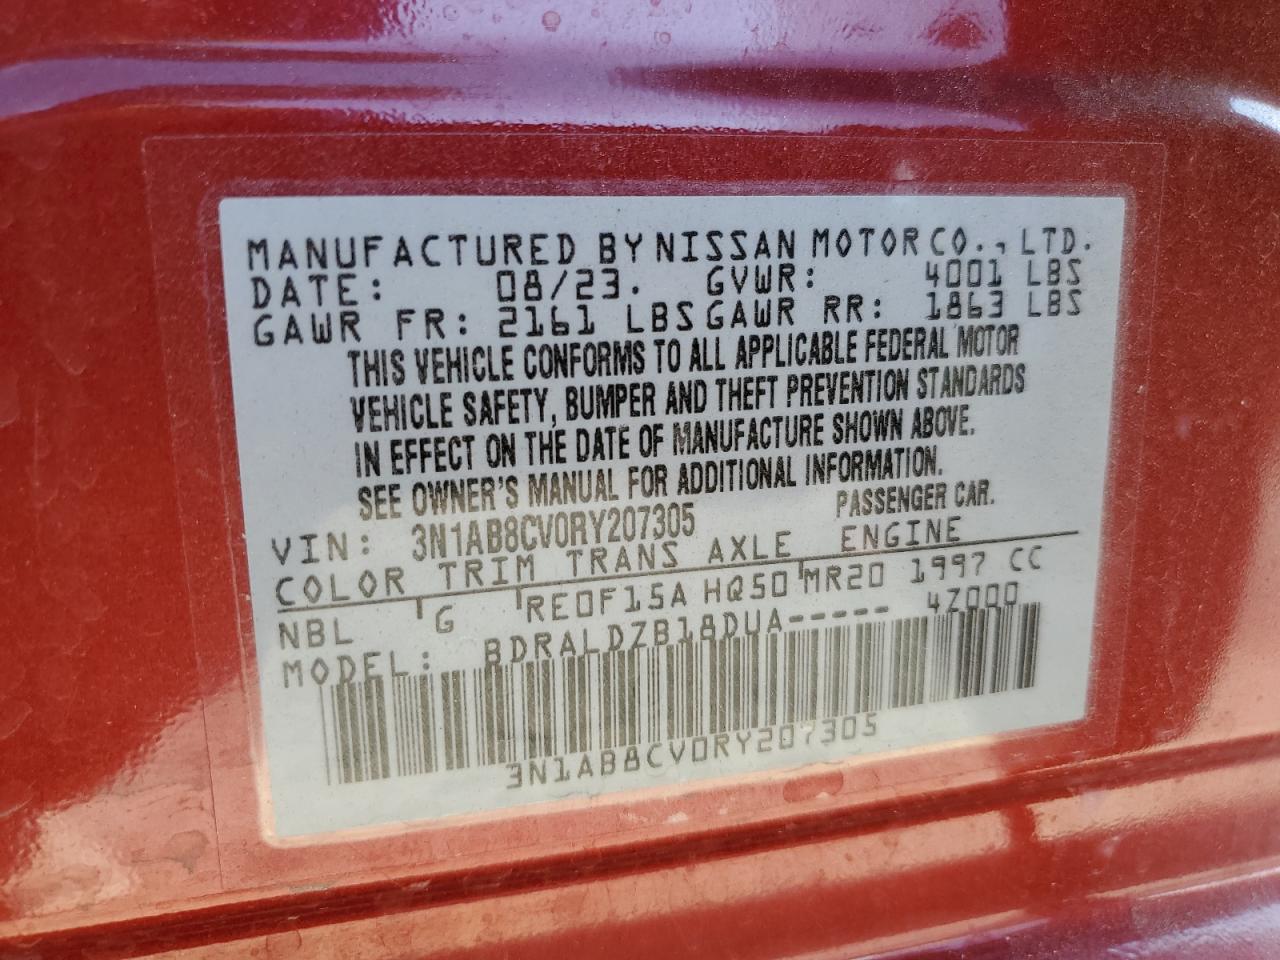 MANUFACTURED BY NISSAN MOTOR CO., LTD.
DATE: 08/23. GVWR: 4001 LBS
GAWR FR: 2161 LBS GAWR RR: 1863 LBS
THIS VEHICLE CONFORMS TO ALL APPLICABLE FEDERAL MOTOR
VEHICLE SAFETY, BUMPER AND THEFT PREVENTION STANDARDS
IN EFFECT ON THE DATE OF MANUFACTURE SHOWN ABOVE.
SEE OWNER'S MANUAL FOR ADDITIONAL INFORMATION.
VIN: 3N1AB8CV0RY207305 PASSENGER CAR.
COLOR TRIM TRANS AXLE ENGINE
NBL G RE0F15A HQ50 MR20 1997 CC
MODEL: BDRALDZB18DUA----- 4Z000
3N1AB8CV0RY207305